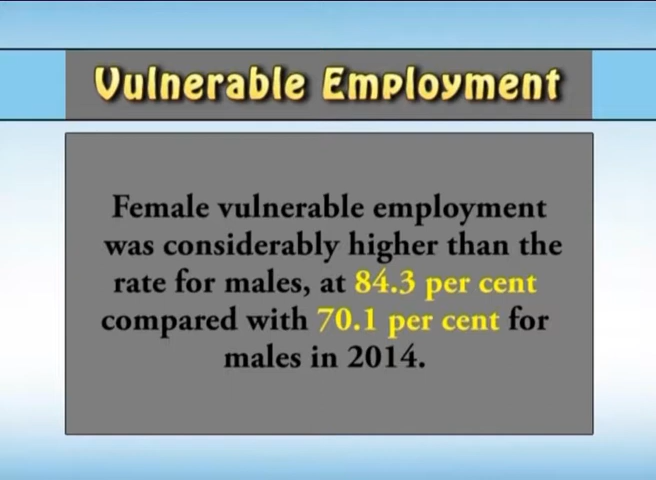 Vulnerable Employment
Female vulnerable employment
was considerably higher than the
rate for males, at 84.3 per cent
compared with 70.1 per cent for
males in 2014.